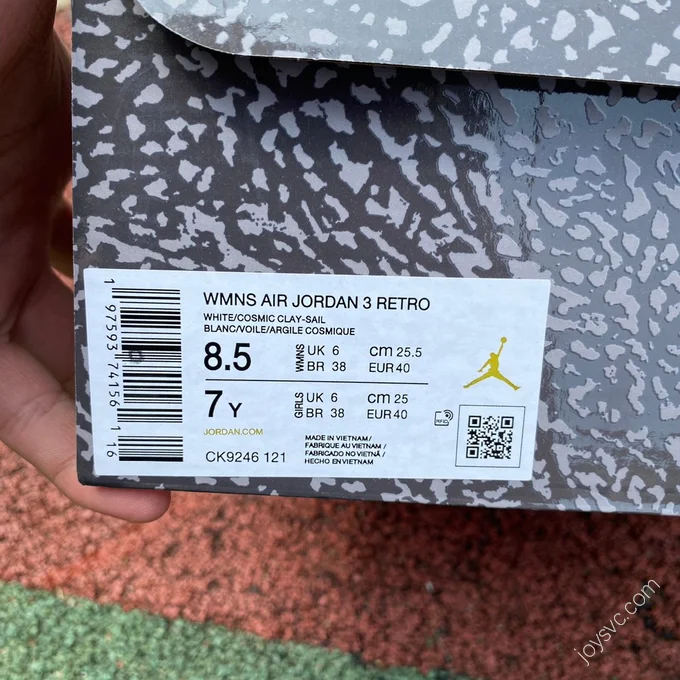 WMNS AIR JORDAN 3 RETRO
WHITE/COSMIC CLAY-SAIL
BLANC/VOILE/ARGILE COSMIQUE
8.5 WMNS UK 6 cm 25.5
BR 38 EUR 40
7 Y GIRLS UK 6 cm 25
BR 38 EUR 40
JORDAN.COM
MADE IN VIETNAM/
FABRIQUE AU VIETNAM/
FABRICADO NO VIETNÃ/
HECHO EN VIETNAM
CK9246 121
RFID
1 97593 74156 1 16
joysvc.com